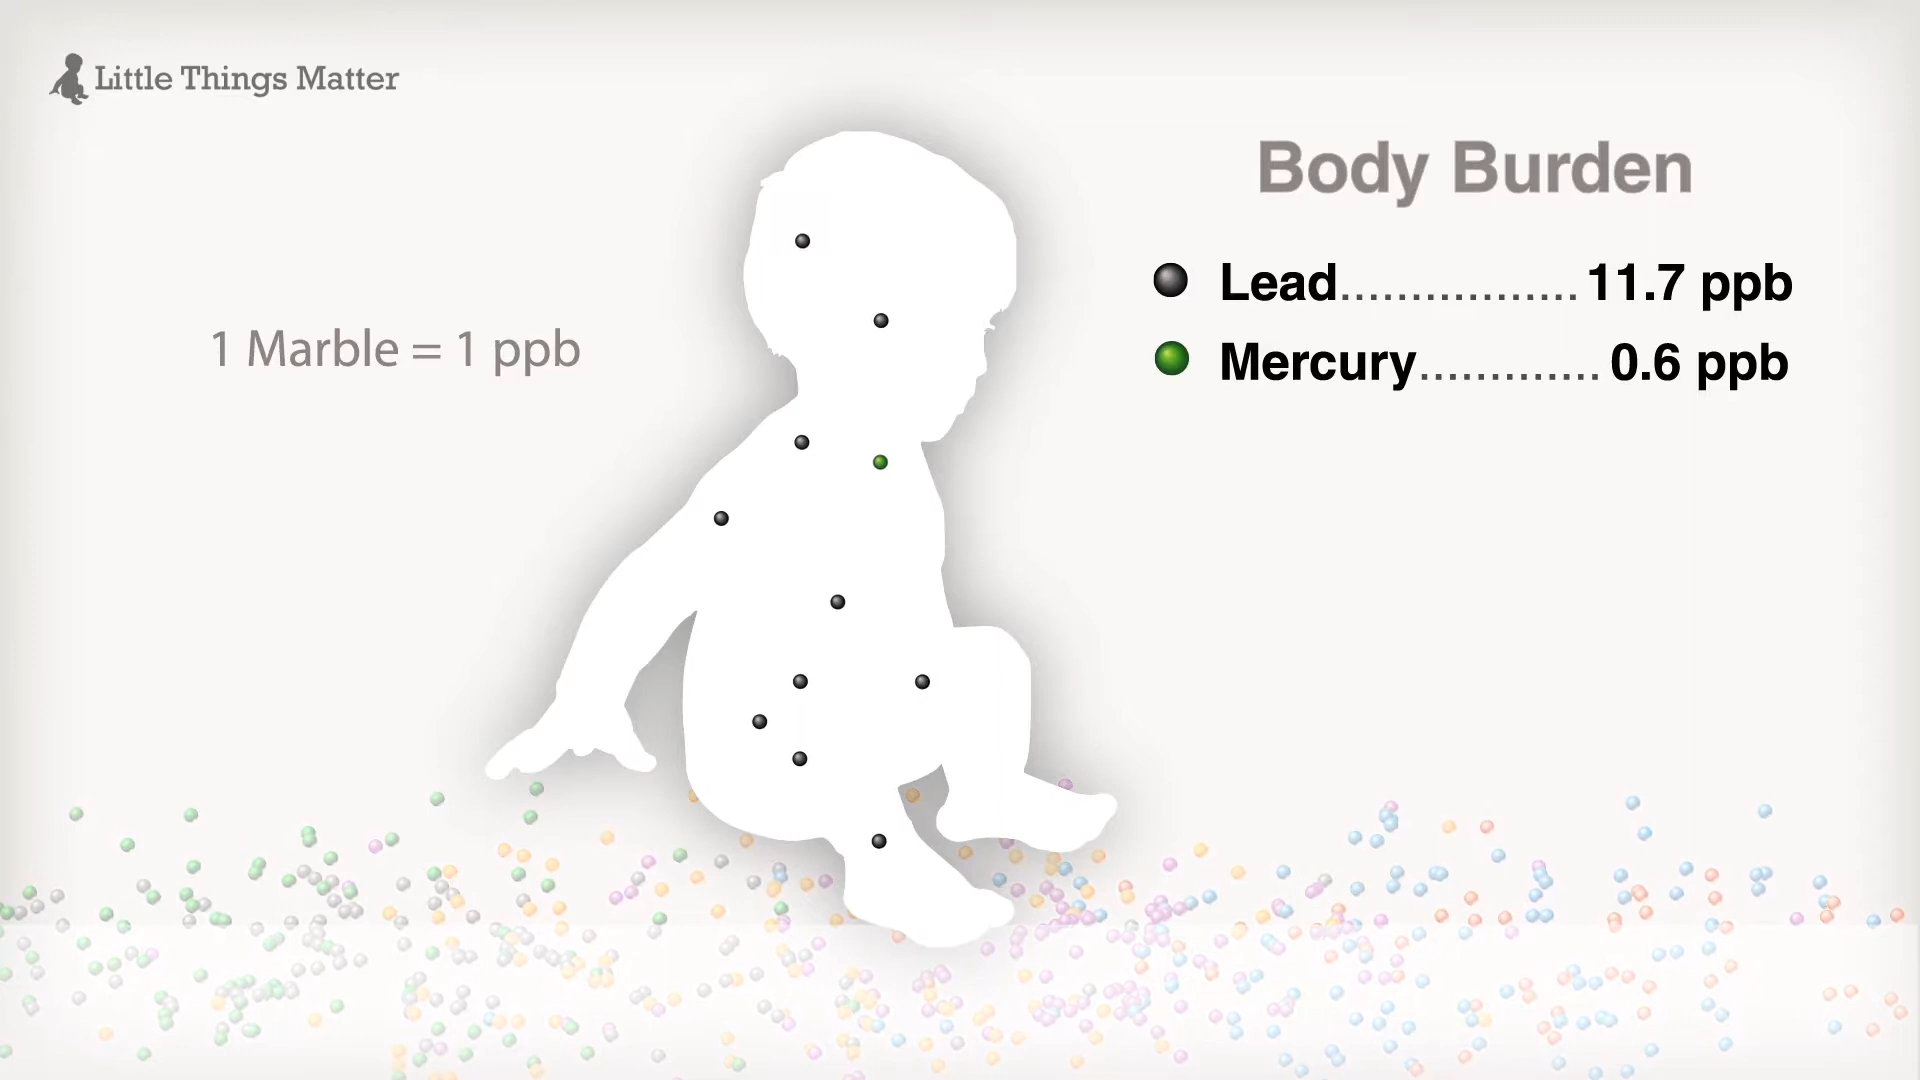 Little Things Matter
Body Burden
Lead................. 11.7 ppb
1 Marble = 1 ppb
Mercury............. 0.6 ppb